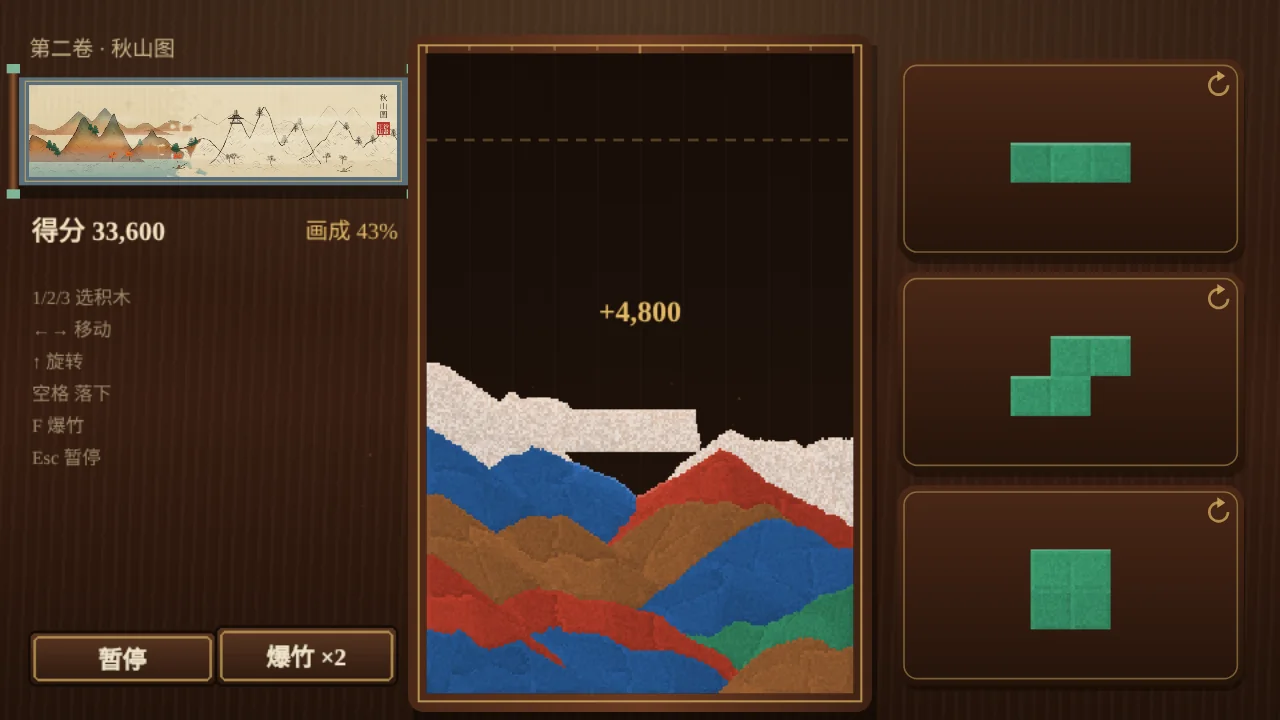 第二卷 · 秋山图
秋山图
得分 33,600
画成 43%
1/2/3 选积木
←→ 移动
↑ 旋转
空格 落下
F 爆竹
Esc 暂停
暂停
爆竹 ×2
+4,800